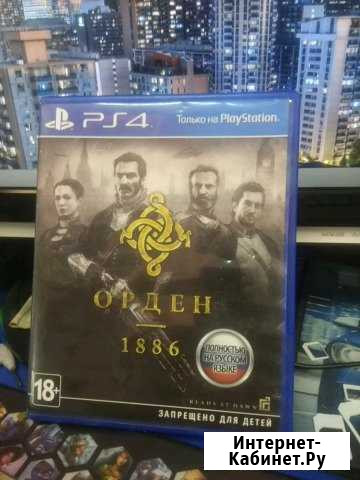 PS4
Только на PlayStation.
ОРДЕН
1886
ПОЛНОСТЬЮ
НА РУССКОМ
ЯЗЫКЕ
18+
READY AT DAWN
ЗАПРЕЩЕНО ДЛЯ ДЕТЕЙ
Интернет-
Кабинет.Ру